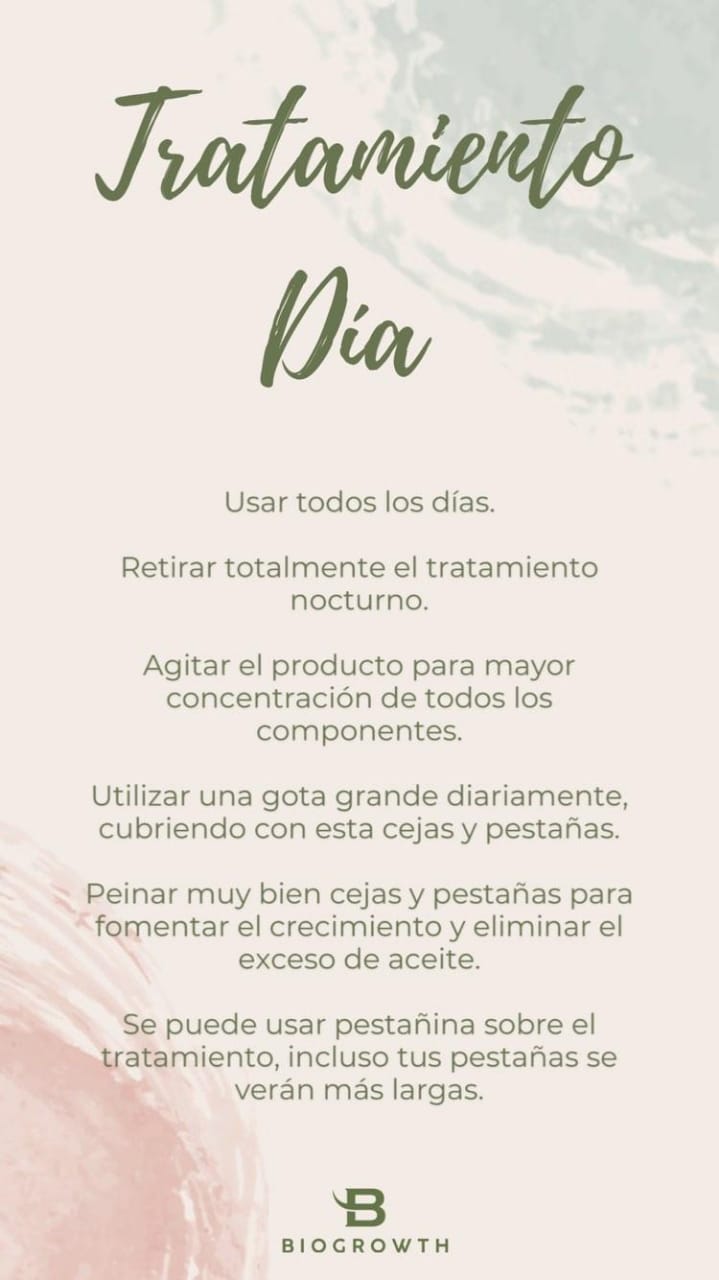 Tratamiento
Día
Usar todos los días.
Retirar totalmente el tratamiento
nocturno.
Agitar el producto para mayor
concentración de todos los
componentes.
Utilizar una gota grande diariamente,
cubriendo con esta cejas y pestañas.
Peinar muy bien cejas y pestañas para
fomentar el crecimiento y eliminar el
exceso de aceite.
Se puede usar pestañina sobre el
tratamiento, incluso tus pestañas se
verán más largas.
B
BIOGROWTH